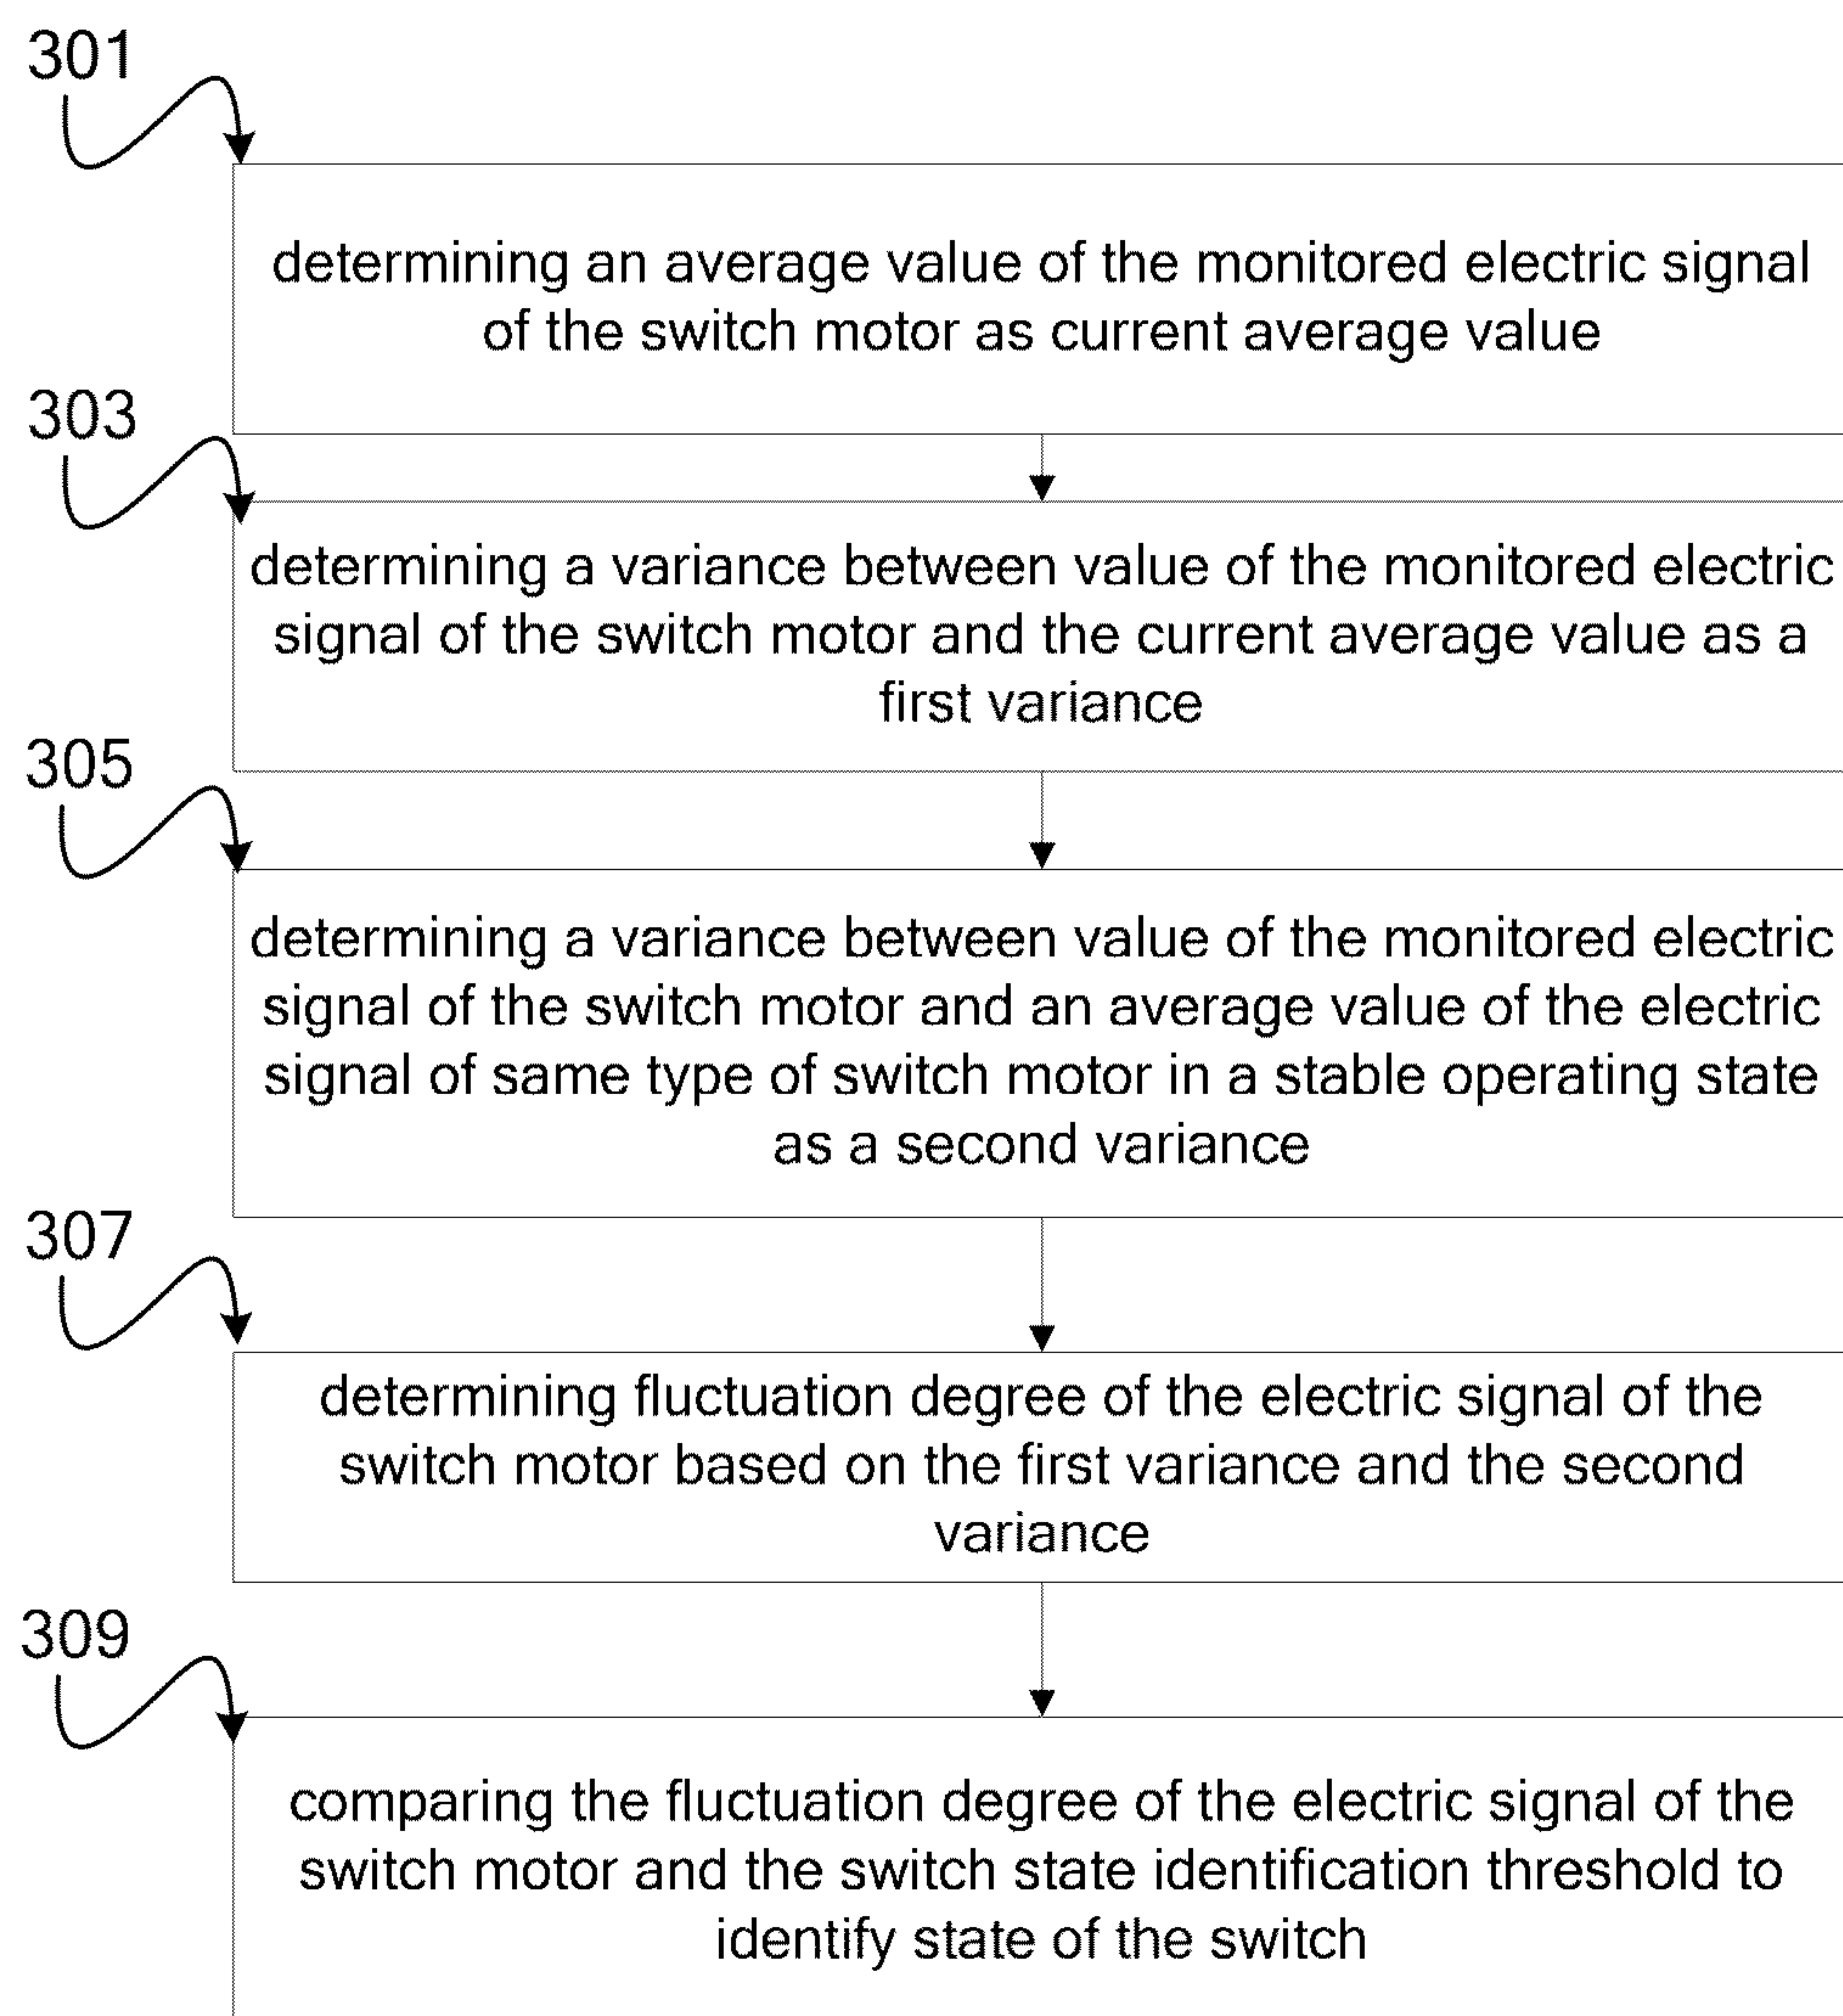 301
determining an average value of the monitored electric signal
of the switch motor as current average value
303
determining a variance between value of the monitored electric
signal of the switch motor and the current average value as a
first variance
305
determining a variance between value of the monitored electric
signal of the switch motor and an average value of the electric
signal of same type of switch motor in a stable operating state
as a second variance
307
determining fluctuation degree of the electric signal of the
switch motor based on the first variance and the second
variance
309
comparing the fluctuation degree of the electric signal of the
switch motor and the switch state identification threshold to
identify state of the switch